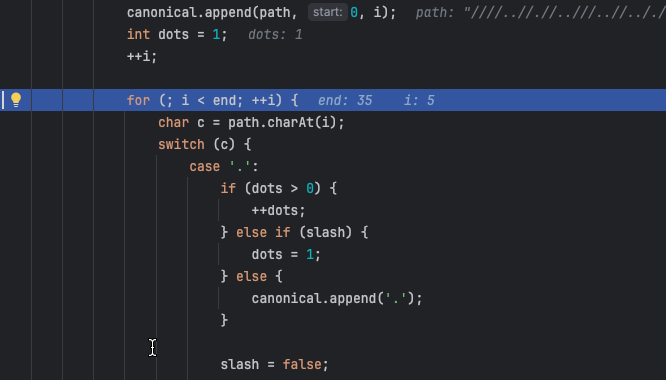 canonical.append(path, start: 0, i);   path: "////..//.//..///..//.././
int dots = 1;   dots: 1
++i;
for (; i < end; ++i) {   end: 35   i: 5
char c = path.charAt(i);
switch (c) {
case '.':
if (dots > 0) {
++dots;
} else if (slash) {
dots = 1;
} else {
canonical.append('.');
}
slash = false;